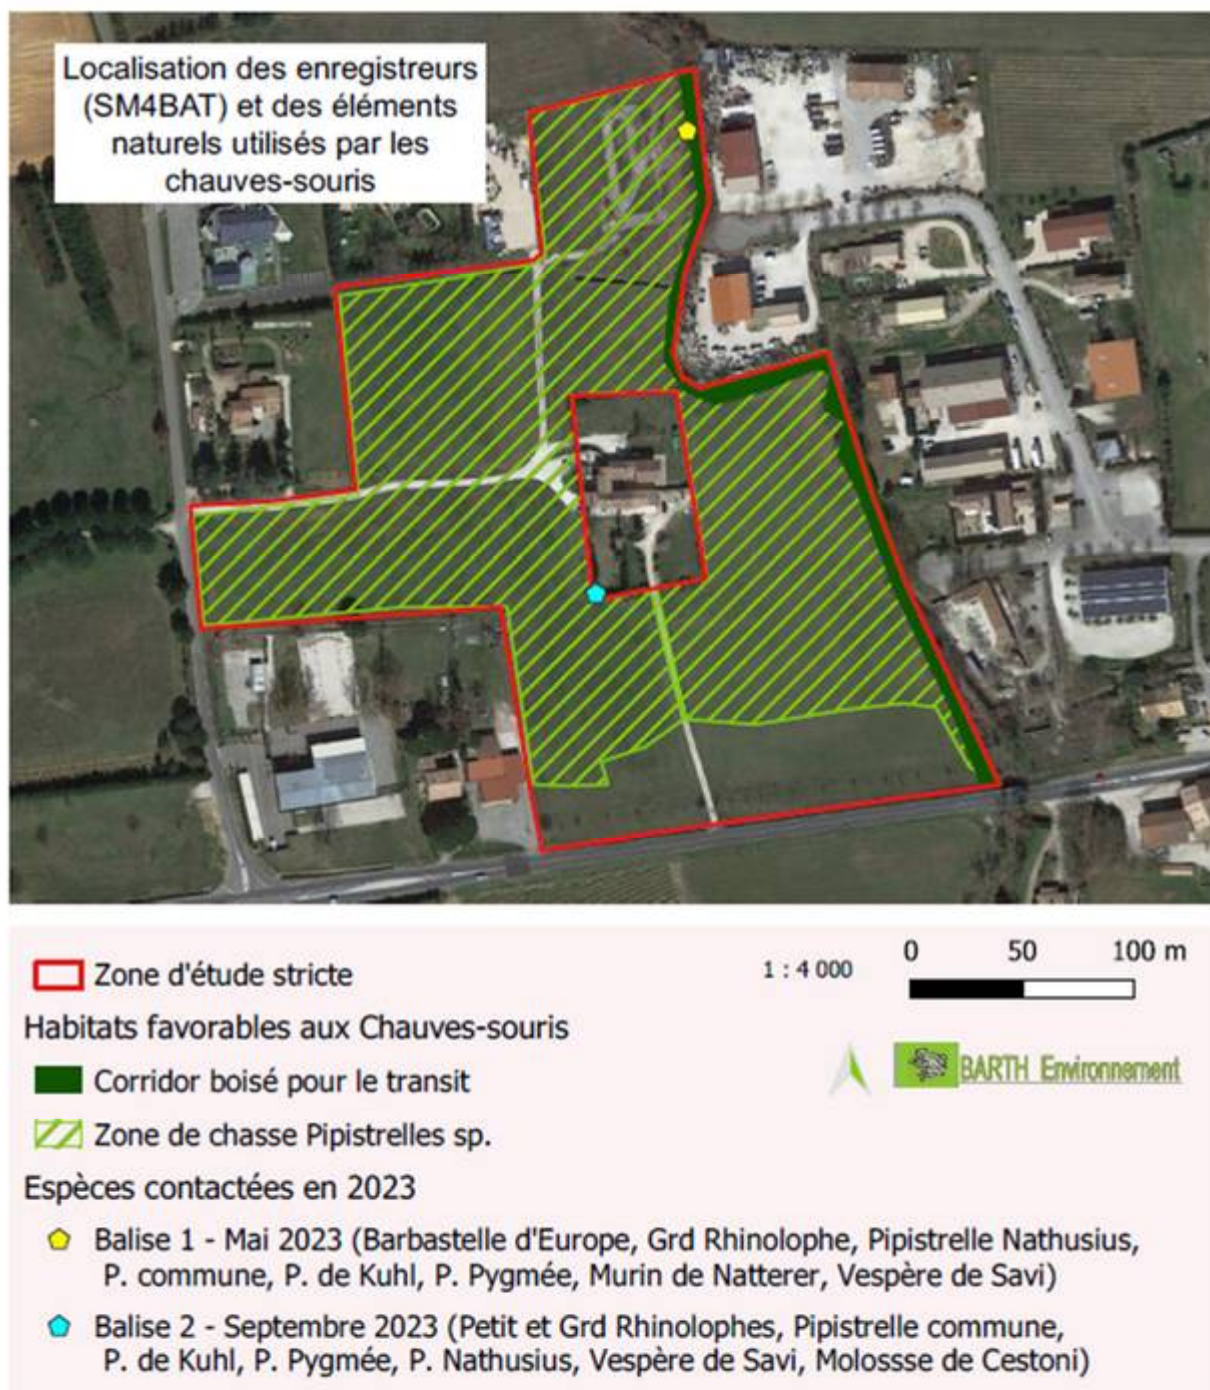 Localisation des enregistreurs
(SM4BAT) et des éléments
naturels utilisés par les
chauves-souris
Zone d'étude stricte
1 : 4 000
0 50 100 m
Habitats favorables aux Chauves-souris
Corridor boisé pour le transit
BARTH Environnement
Zone de chasse Pipistrelles sp.
Espèces contactées en 2023
Balise 1 - Mai 2023 (Barbastelle d'Europe, Grd Rhinolophe, Pipistrelle Nathusius,
P. commune, P. de Kuhl, P. Pygmée, Murin de Natterer, Vespère de Savi)
Balise 2 - Septembre 2023 (Petit et Grd Rhinolophes, Pipistrelle commune,
P. de Kuhl, P. Pygmée, P. Nathusius, Vespère de Savi, Molossse de Cestoni)